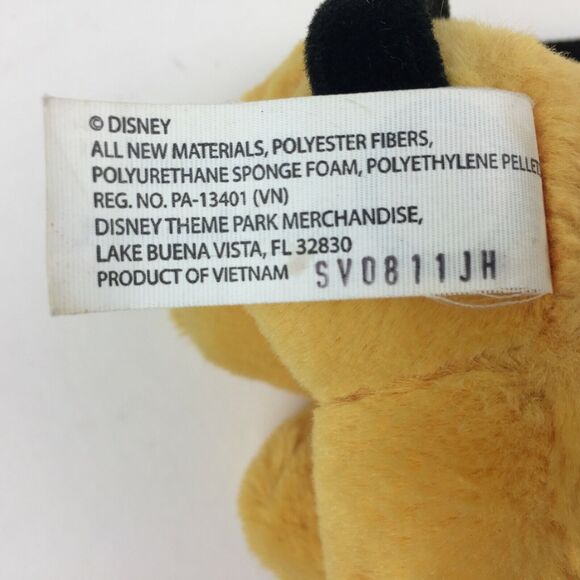 © DISNEY
ALL NEW MATERIALS, POLYESTER FIBERS,
POLYURETHANE SPONGE FOAM, POLYETHYLENE
REG. NO. PA-13401 (VN)
DISNEY THEME PARK MERCHANDISE,
LAKE BUENA VISTA, FL 32830
PRODUCT OF VIETNAM SV0811JH